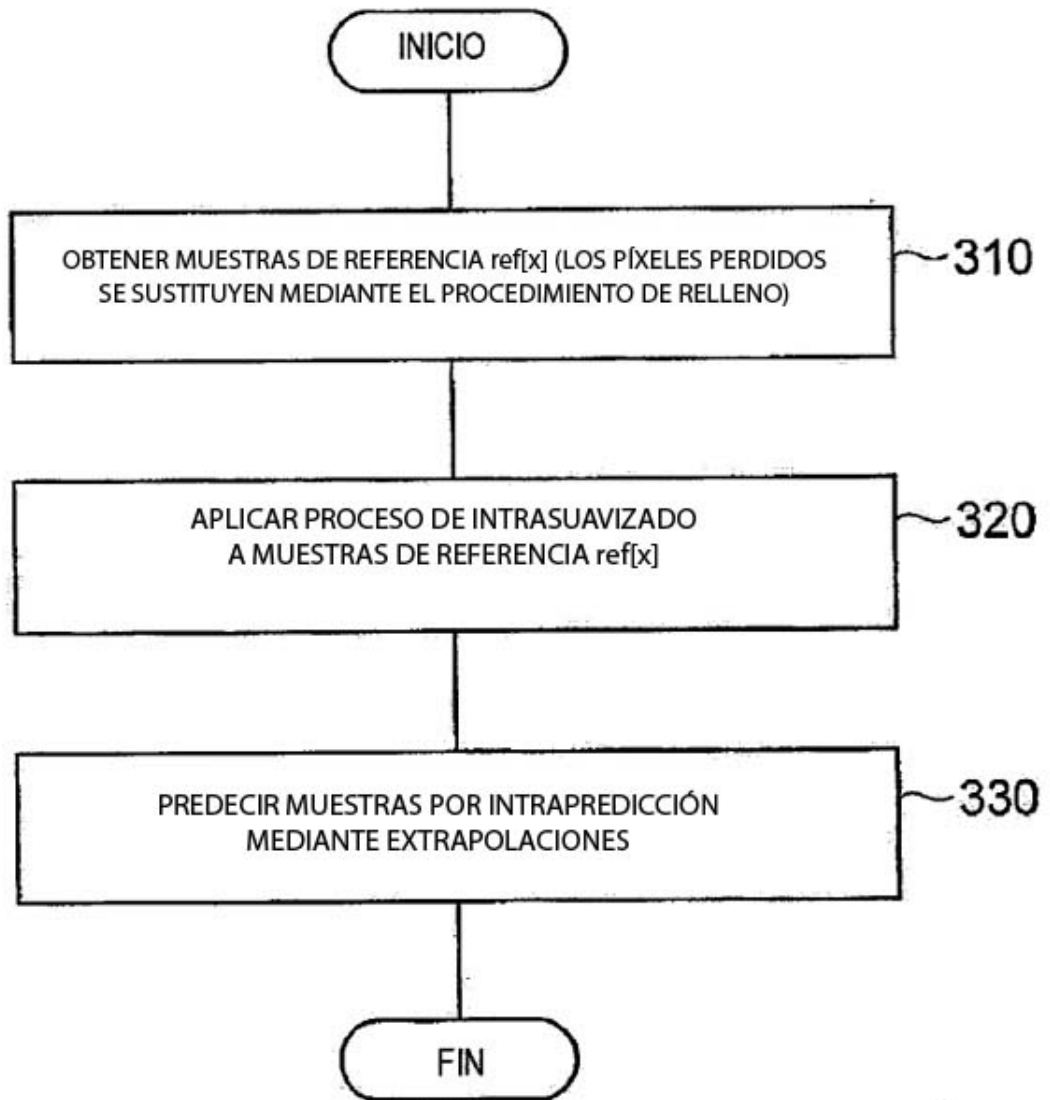 INICIO
OBTENER MUESTRAS DE REFERENCIA ref[x] (LOS PÍXELES PERDIDOS
SE SUSTITUYEN MEDIANTE EL PROCEDIMIENTO DE RELLENO)
310
APLICAR PROCESO DE INTRASUAVIZADO
A MUESTRAS DE REFERENCIA ref[x]
320
PREDECIR MUESTRAS POR INTRAPREDICCIÓN
MEDIANTE EXTRAPOLACIONES
330
FIN